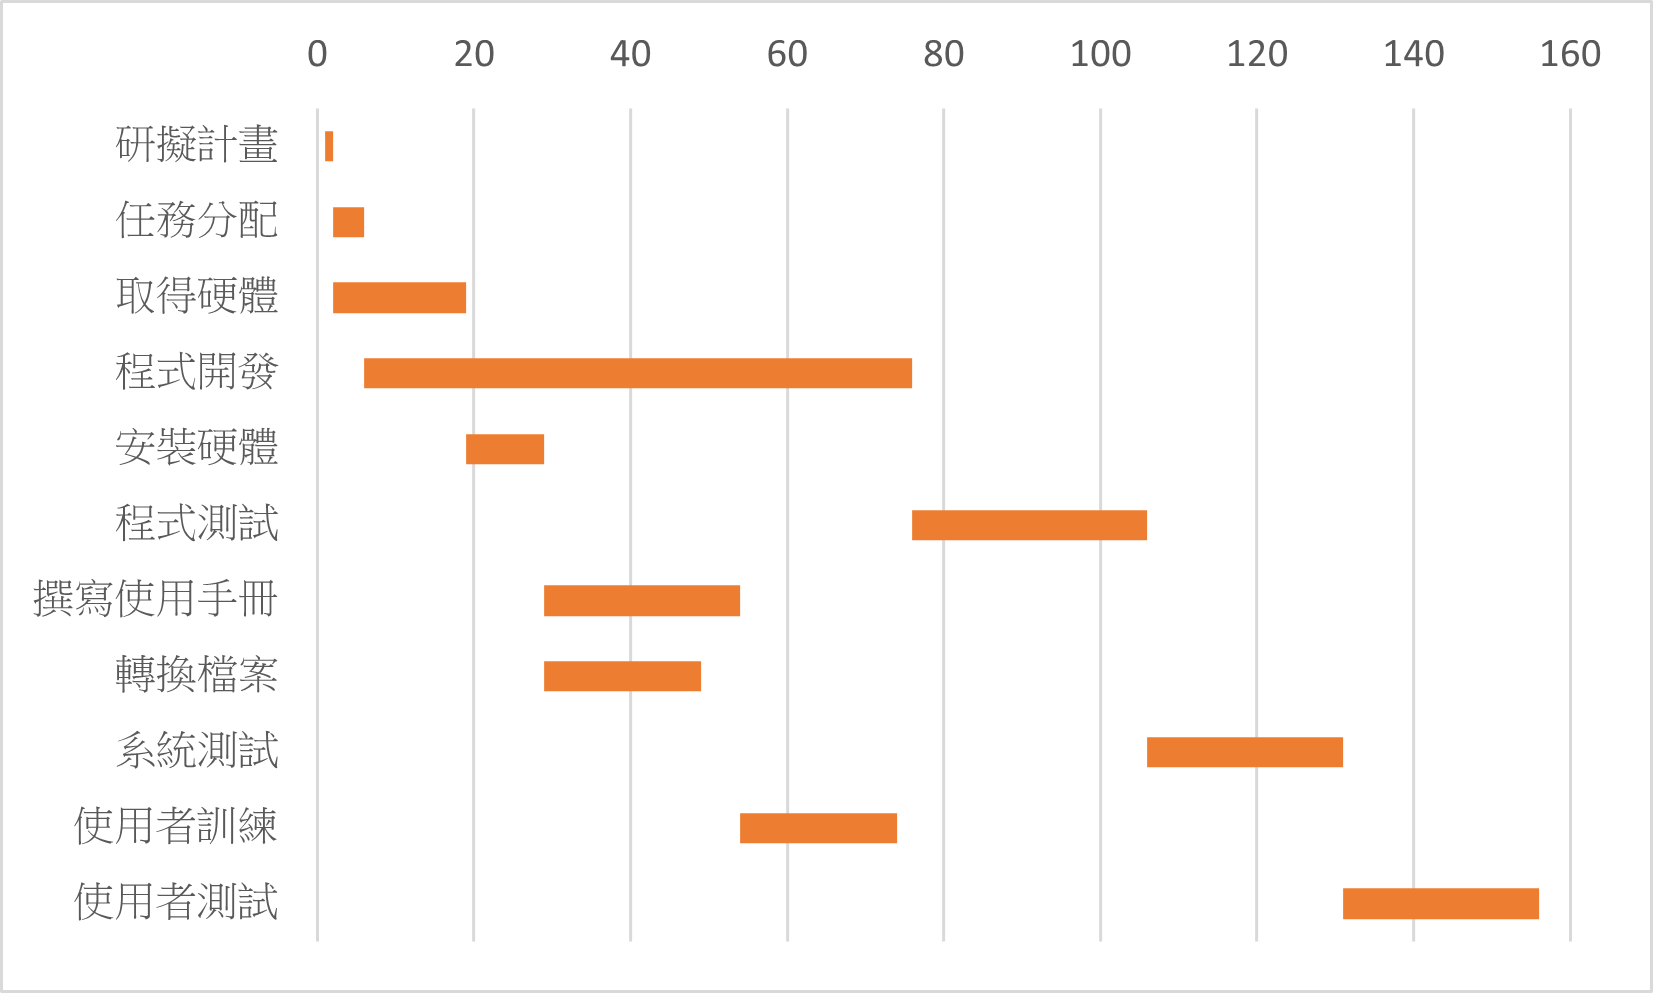 0 20 40 60 80 100 120 140 160
研擬計畫
任務分配
取得硬體
程式開發
安裝硬體
程式測試
撰寫使用手冊
轉換檔案
系統測試
使用者訓練
使用者測試